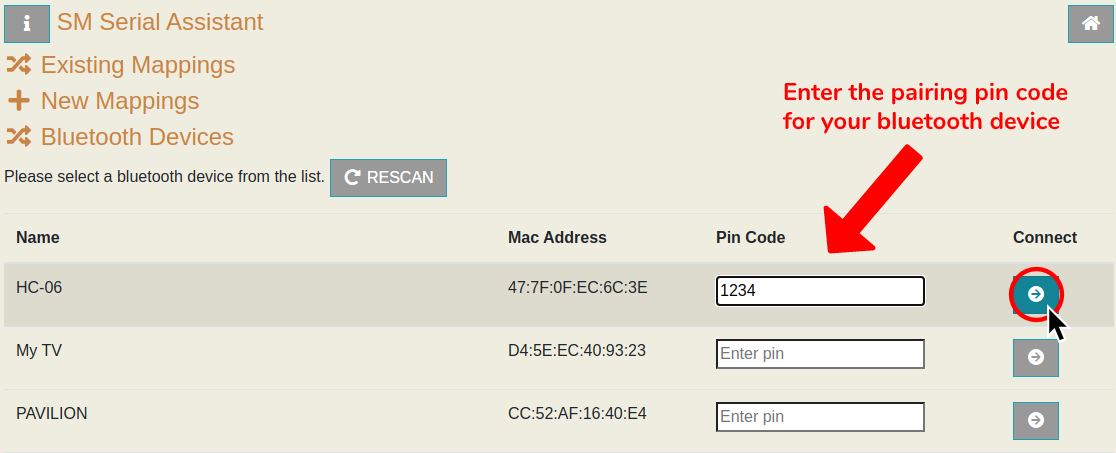 SM Serial Assistant
Existing Mappings
New Mappings
Bluetooth Devices
Enter the pairing pin code
for your bluetooth device
Please select a bluetooth device from the list. RESCAN
Name Mac Address Pin Code Connect
HC-06 47:7F:0F:EC:6C:3E 1234
My TV D4:5E:EC:40:93:23 Enter pin
PAVILION CC:52:AF:16:40:E4 Enter pin